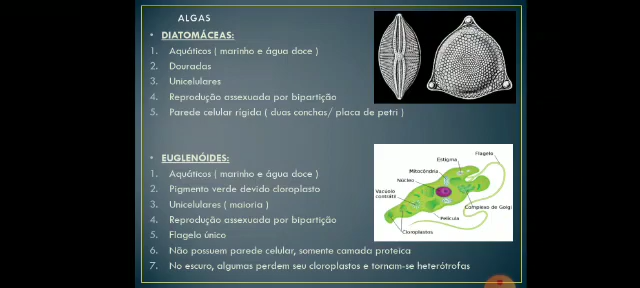 ALGAS
• DIATOMÁCEAS:
1. Aquáticos ( marinho e água doce )
2. Douradas
3. Unicelulares
4. Reprodução assexuada por bipartição
5. Parede celular rígida ( duas conchas/ placa de petri )
• EUGLENÓIDES:
1. Aquáticos ( marinho e água doce )
2. Pigmento verde devido cloroplasto
3. Unicelulares ( maioria )
4. Reprodução assexuada por bipartição
5. Flagelo único
6. Não possuem parede celular, somente camada proteica
7. No escuro, algumas perdem seu cloroplastos e tornam-se heterótrofas
Flagelo
Estigma
Mitocôndria
Núcleo
Vacúolo
contrátil
Complexo de Golgi
Película
Cloroplastos